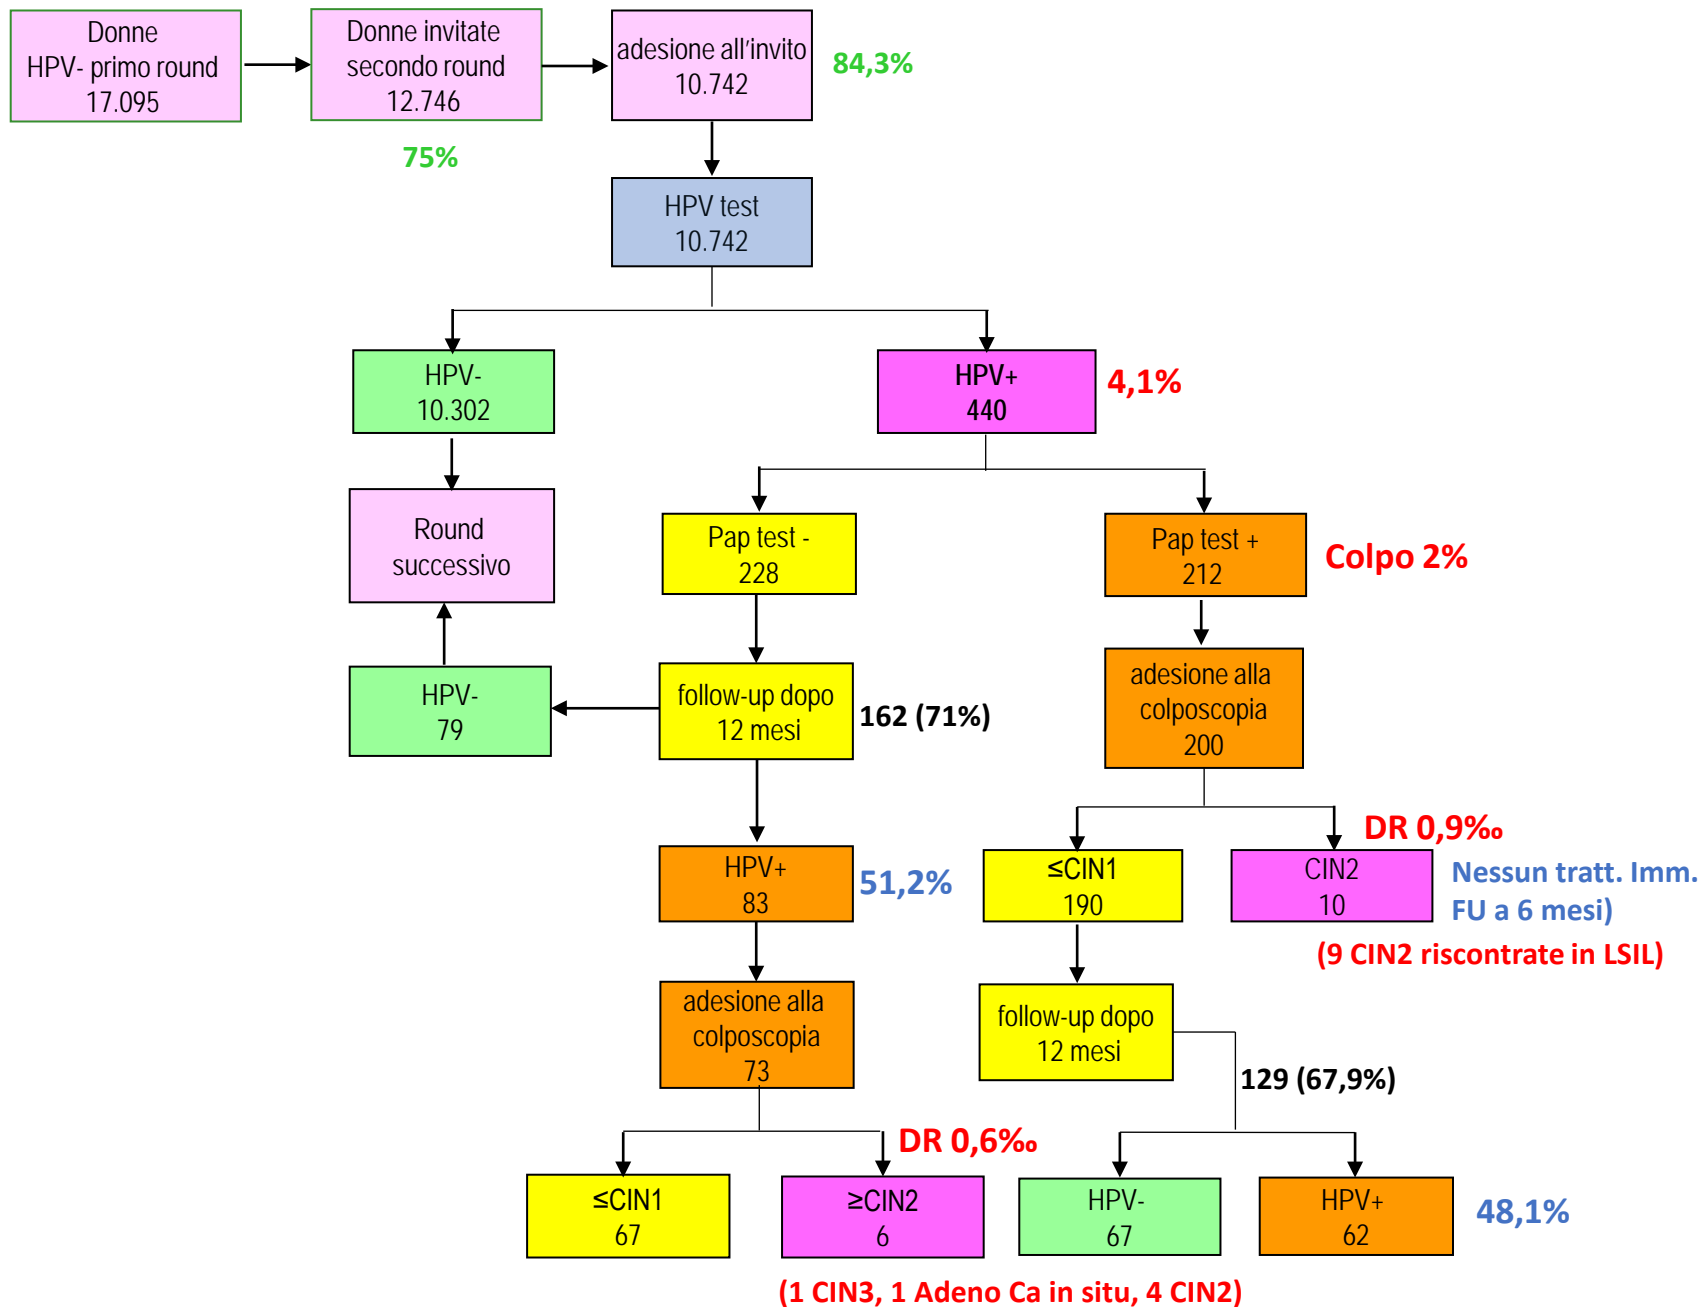 Donne
HPV- primo round
17.095
Donne invitate
secondo round
12.746
75%
adesione all'invito
10.742
84,3%
HPV test
10.742
HPV-
10.302
HPV+
440
4,1%
Round
successivo
Pap test -
228
Pap test +
212
Colpo 2%
HPV-
79
follow-up dopo
12 mesi
162 (71%)
adesione alla
colposcopia
200
HPV+
83
51,2%
≤CIN1
190
DR 0,9‰
CIN2
10
Nessun tratt. Imm.
FU a 6 mesi)
(9 CIN2 riscontrate in LSIL)
adesione alla
colposcopia
73
follow-up dopo
12 mesi
129 (67,9%)
DR 0,6‰
≤CIN1
67
≥CIN2
6
(1 CIN3, 1 Adeno Ca in situ, 4 CIN2)
HPV-
67
HPV+
62
48,1%